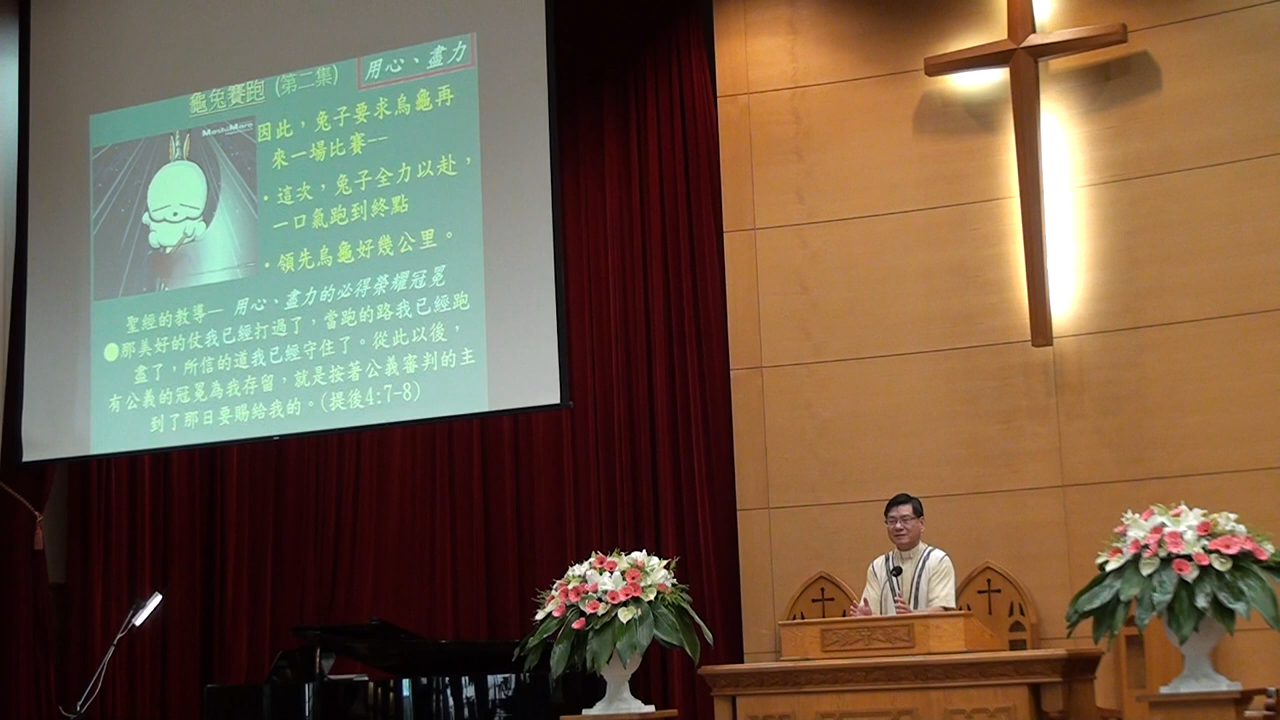 龜兔賽跑 (第二集)
用心、盡力
MashiMaro
因此，兔子要求烏龜再
來一場比賽──
・這次，兔子全力以赴，
一口氣跑到終點
・領先烏龜好幾公里。
聖經的教導─ 用心、盡力的必得榮耀冠冕
●那美好的仗我已經打過了，當跑的路我已經跑
盡了，所信的道我已經守住了。從此以後，
有公義的冠冕為我存留，就是按著公義審判的主
到了那日要賜給我的。(提後4:7-8)